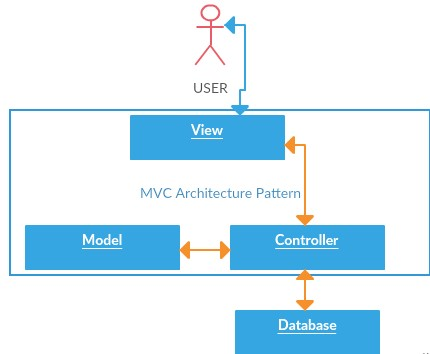 USER
View
MVC Architecture Pattern
Model
Controller
Database